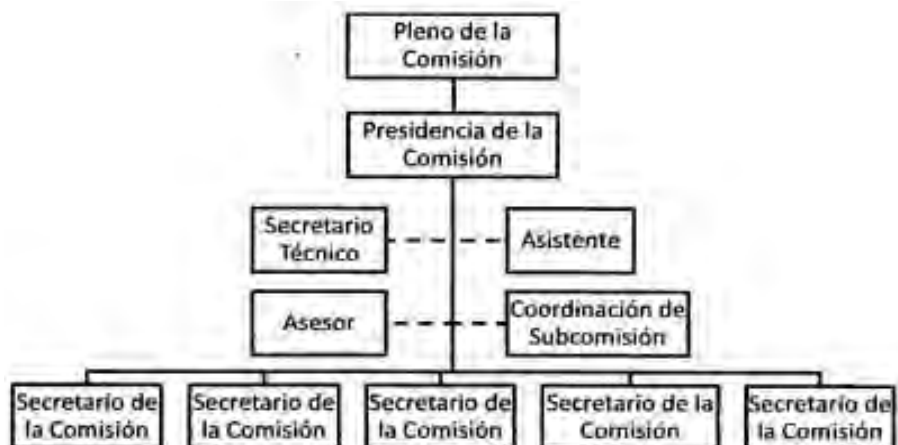 Pleno de la
Comisión
Presidencia de la
Comisión
Secretario
Técnico
Asistente
Asesor
Coordinación de
Subcomisión
Secretario de
la Comisión
Secretario de
la Comisión
Secretario de
la Comisión
Secretario de la
Comisión
Secretario de
la Comisión